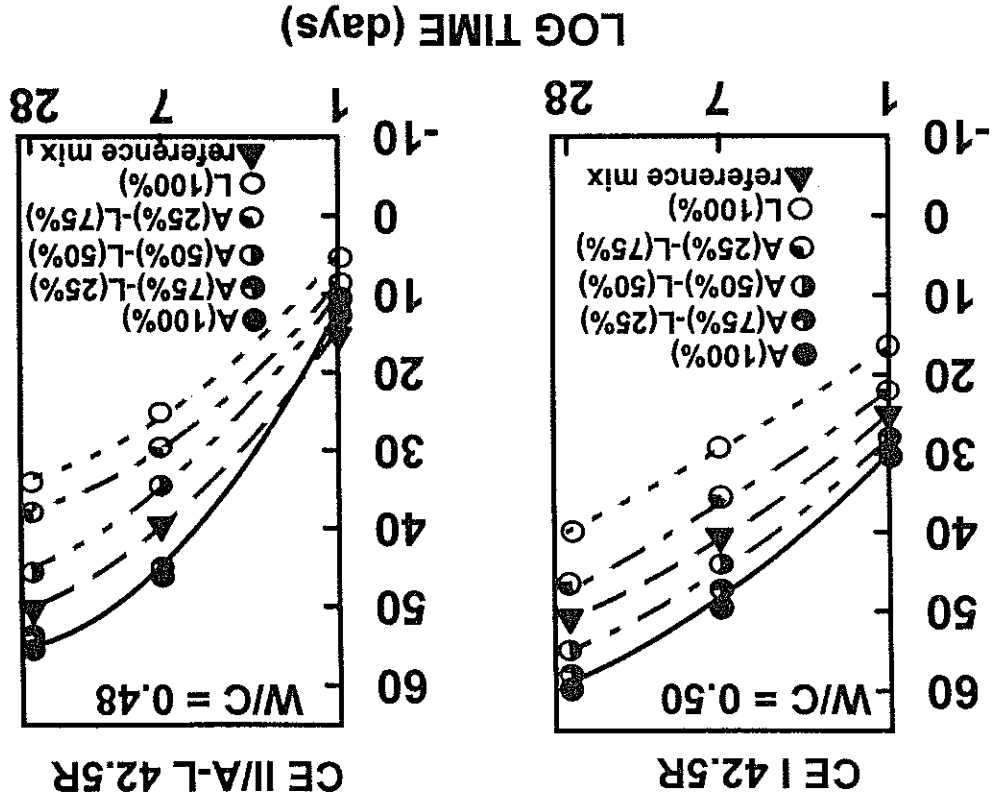 CE I 42.5R
W/C = 0.50
60
50
40
30
20
10
0
-10
A(100%)
A(75%)-L(25%)
A(50%)-L(50%)
A(25%)-L(75%)
L(100%)
reference mix
1 7 28
CE II/A-L 42.5R
W/C = 0.48
60
50
40
30
20
10
0
-10
A(100%)
A(75%)-L(25%)
A(50%)-L(50%)
A(25%)-L(75%)
L(100%)
reference mix
1 7 28
LOG TIME (days)